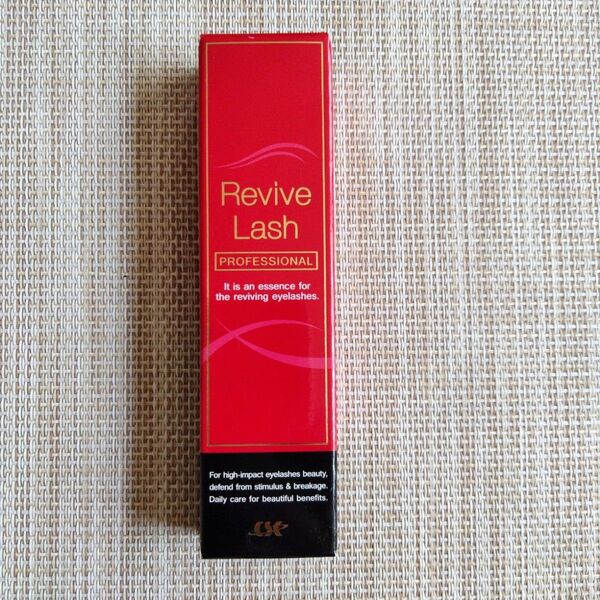 Revive
Lash
PROFESSIONAL
It is an essence for
the reviving eyelashes.
For high-impact eyelashes beauty,
defend from stimulus & breakage.
Daily care for beautiful benefits.